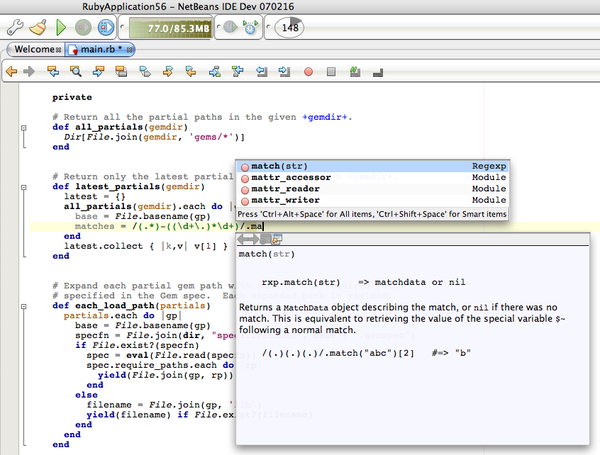 RubyApplication56 - NetBeans IDE Dev 070216
77.0/85.3MB
148
Welcome
main.rb *
private
# Return all the partial paths in the given +gemdir+.
def all_partials(gemdir)
Dir[File.join(gemdir, 'gems/*')]
end
# Return only the latest partial
def latest_partials(gemdir)
latest = {}
all_partials(gemdir).each do |
base = File.basename(gp)
matches = /(.*)-((\d+\.)*\d+)/.ma
end
latest.collect { |k,v| v[1] }
end
match(str) Regexp
mattr_accessor Module
mattr_reader Module
mattr_writer Module
Press 'Ctrl+Alt+Space' for All items, 'Ctrl+Shift+Space' for Smart items
match(str)
rxp.match(str) => matchdata or nil
Returns a MatchData object describing the match, or nil if there was no
match. This is equivalent to retrieving the value of the special variable $~
following a normal match.
/(.)(.)(.)/.match("abc")[2] #=> "b"
# Expand each partial gem path
# specified in the Gem spec.
def each_load_path(partials)
partials.each do |gp|
base = File.basename(gp)
specfn = File.join(dir,
if File.exist?(specfn)
spec = eval(File.read(
spec.require_paths.each do
yield(File.join(gp, rp))
end
else
filename = File.join(gp,
yield(filename) if File.
end
end
end